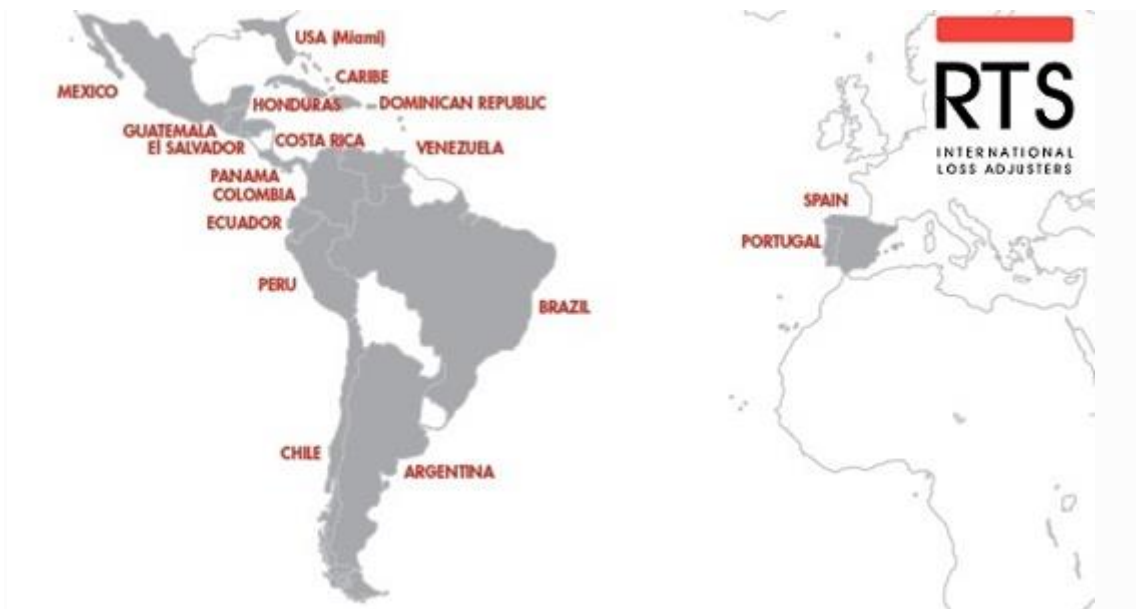 USA (Miami)
CARIBE
MEXICO
HONDURAS
DOMINICAN REPUBLIC
GUATEMALA
El SALVADOR
COSTA RICA
VENEZUELA
PANAMA
COLOMBIA
ECUADOR
PERU
BRAZIL
CHILE
ARGENTINA
RTS
INTERNATIONAL
LOSS ADJUSTERS
SPAIN
PORTUGAL